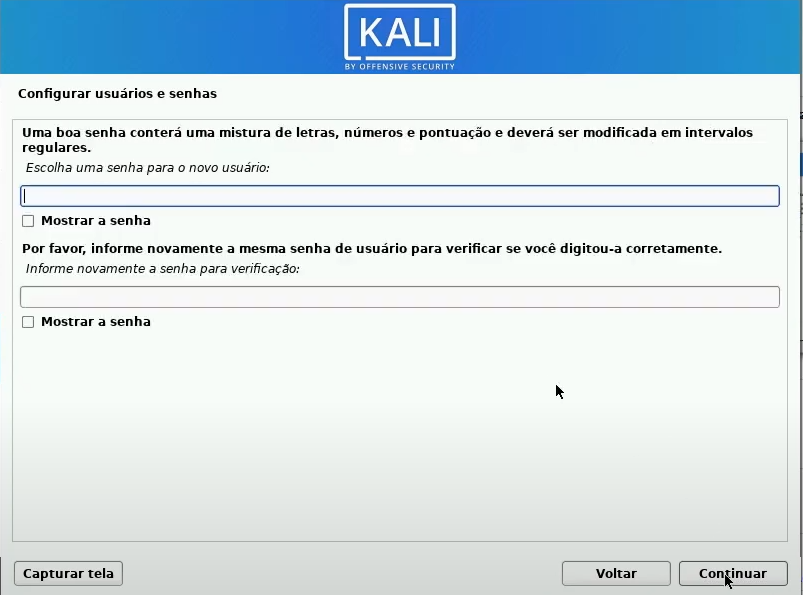 KALI
BY OFFENSIVE SECURITY
Configurar usuários e senhas
Uma boa senha conterá uma mistura de letras, números e pontuação e deverá ser modificada em intervalos
regulares.
Escolha uma senha para o novo usuário:
Mostrar a senha
Por favor, informe novamente a mesma senha de usuário para verificar se você digitou-a corretamente.
Informe novamente a senha para verificação:
Mostrar a senha
Capturar tela
Voltar
Continuar